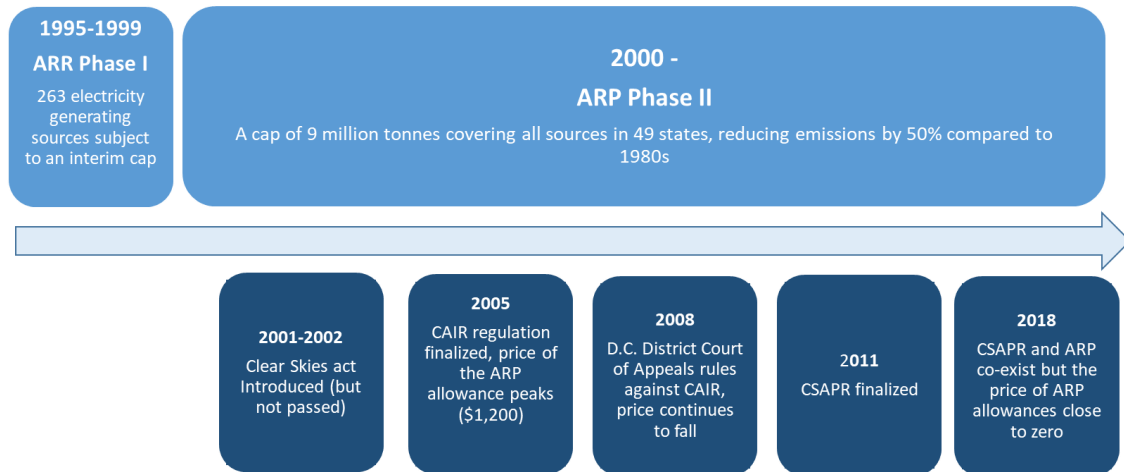 1995-1999
ARR Phase I
263 electricity
generating
sources subject
to an interim cap
2000 -
ARP Phase II
A cap of 9 million tonnes covering all sources in 49 states, reducing emissions by 50% compared to
1980s
2001-2002
Clear Skies act
Introduced (but
not passed)
2005
CAIR regulation
finalized, price of
the ARP
allowance peaks
($1,200)
2008
D.C. District Court
of Appeals rules
against CAIR,
price continues
to fall
2011
CSAPR finalized
2018
CSAPR and ARP
co-exist but the
price of ARP
allowances close
to zero